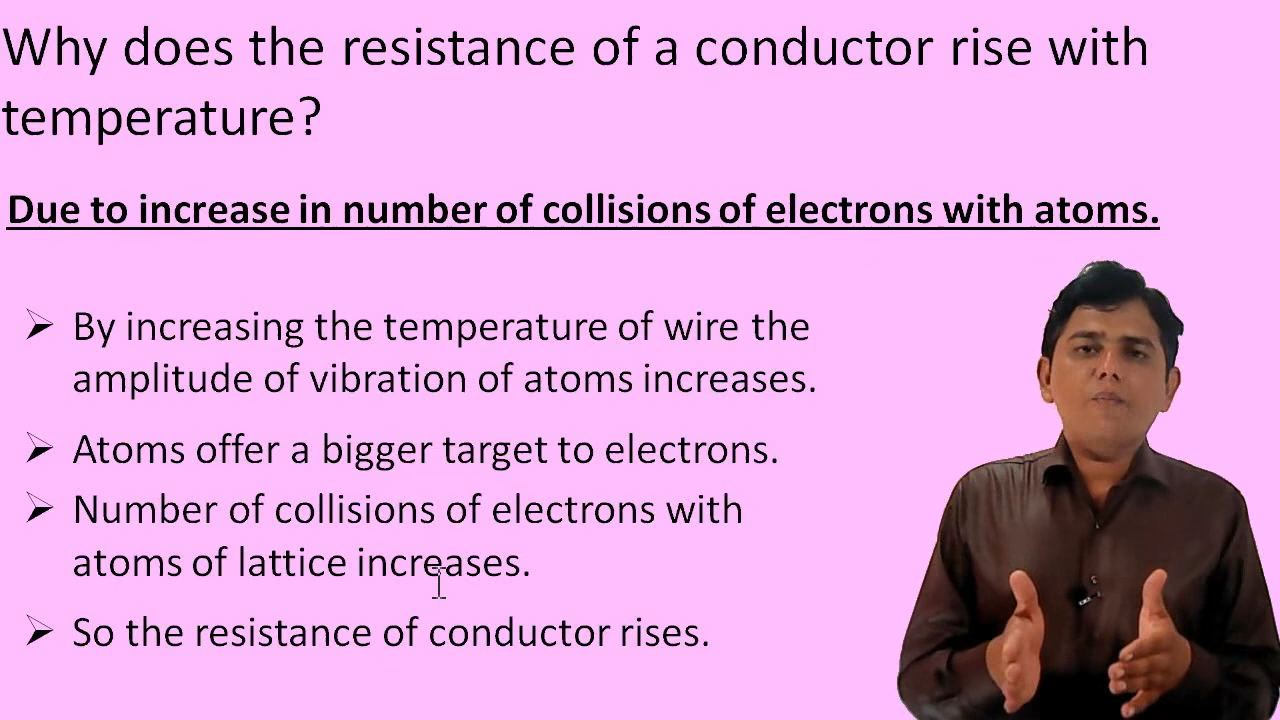 Why does the resistance of a conductor rise with
temperature?
Due to increase in number of collisions of electrons with atoms.
➢ By increasing the temperature of wire the
amplitude of vibration of atoms increases.
➢ Atoms offer a bigger target to electrons.
➢ Number of collisions of electrons with
atoms of lattice increases.
➢ So the resistance of conductor rises.